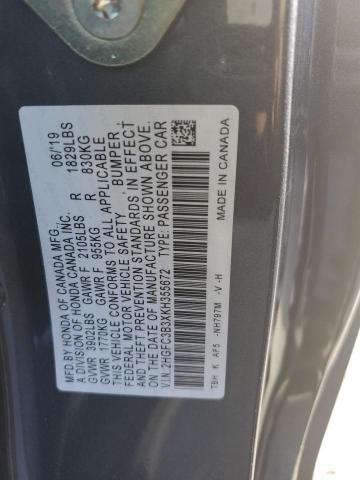 MFD. BY HONDA OF CANADA MFG. 06/19
A DIVISION OF HONDA CANADA INC.
GVWR 3902LBS GAWR F 2105LBS R 1829LBS
GVWR 1770KG GAWR F 955KG R 830KG
THIS VEHICLE CONFORMS TO ALL APPLICABLE
FEDERAL MOTOR VEHICLE SAFETY, BUMPER,
AND THEFT PREVENTION STANDARDS IN EFFECT
ON THE DATE OF MANUFACTURE SHOWN ABOVE.
V.I.N. 2HGFC3B3XKH355672 TYPE: PASSENGER CAR
MADE IN CANADA
TBH K AF5 -NH797M -V -H